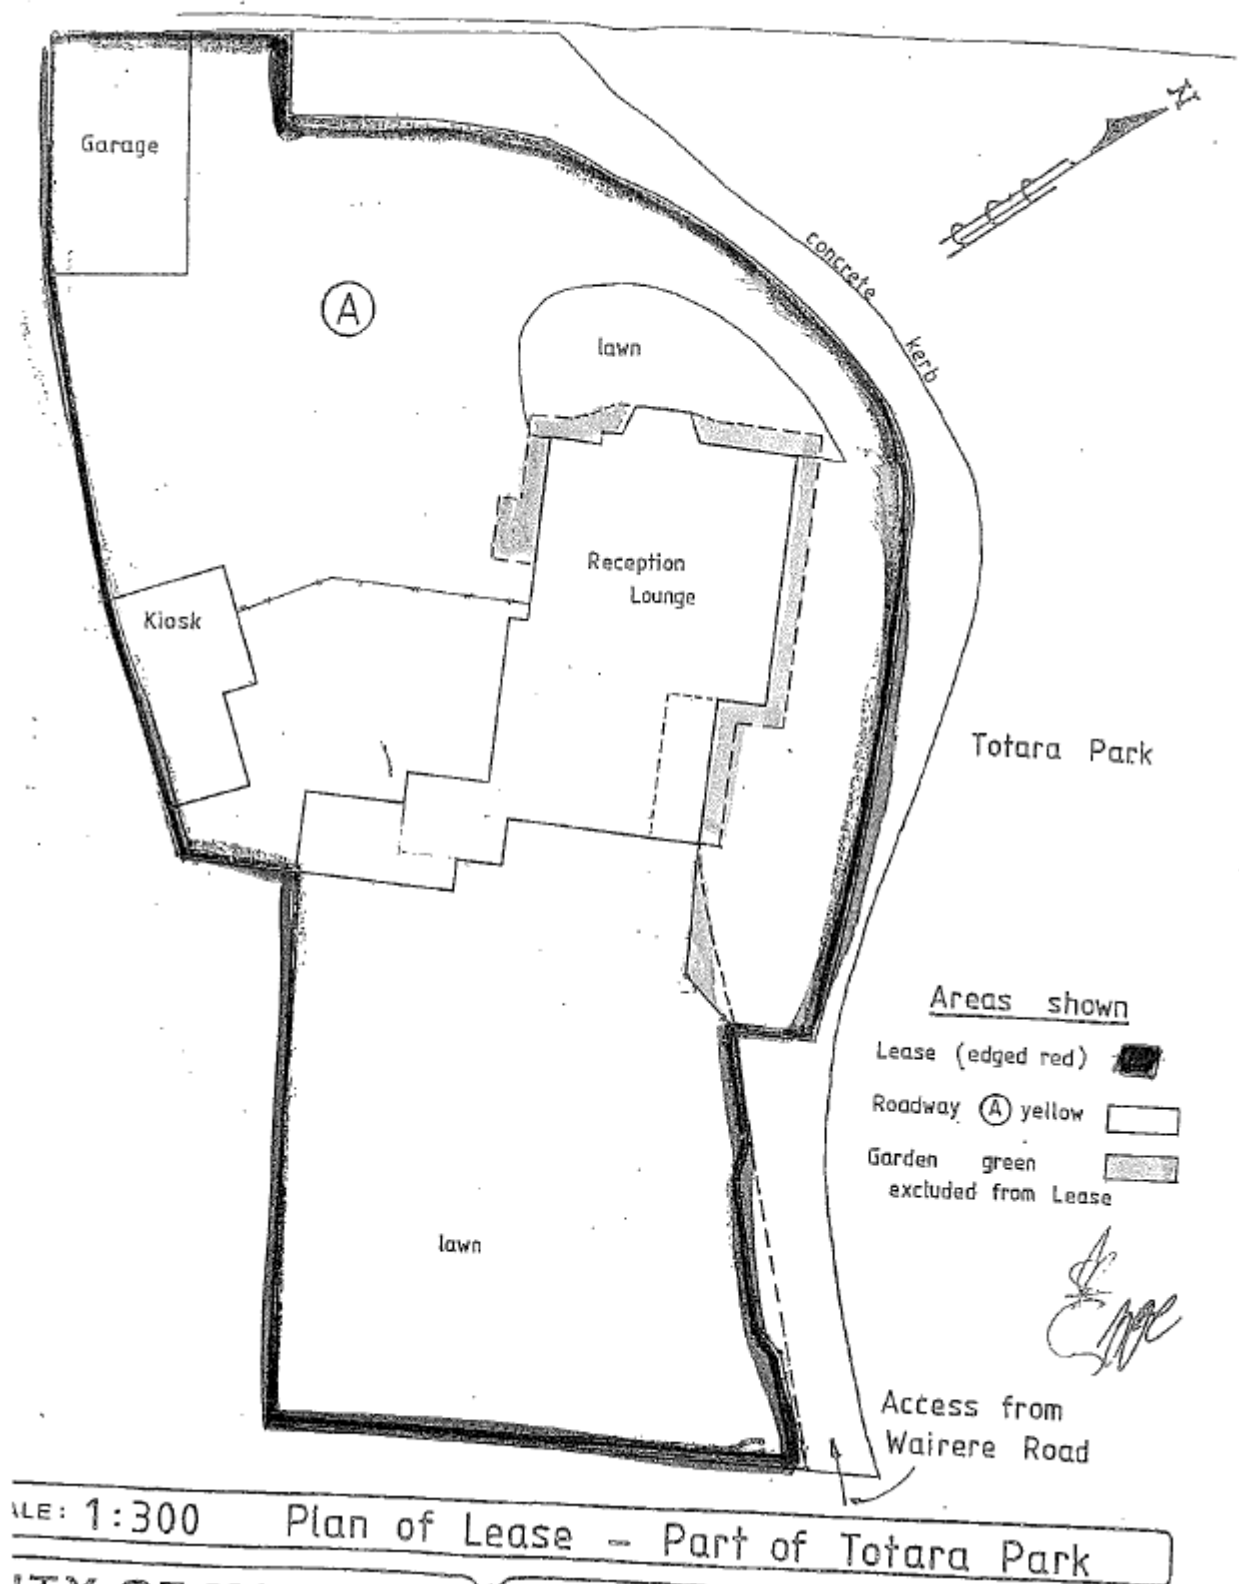 N
Garage
concrete
A
kerb
lawn
Reception
Lounge
Kiosk
Totara Park
Areas shown
Lease (edged red)
Roadway A yellow
Garden green
excluded from Lease
lawn
Access from
Wairere Road
ALE: 1:300 Plan of Lease - Part of Totara Park